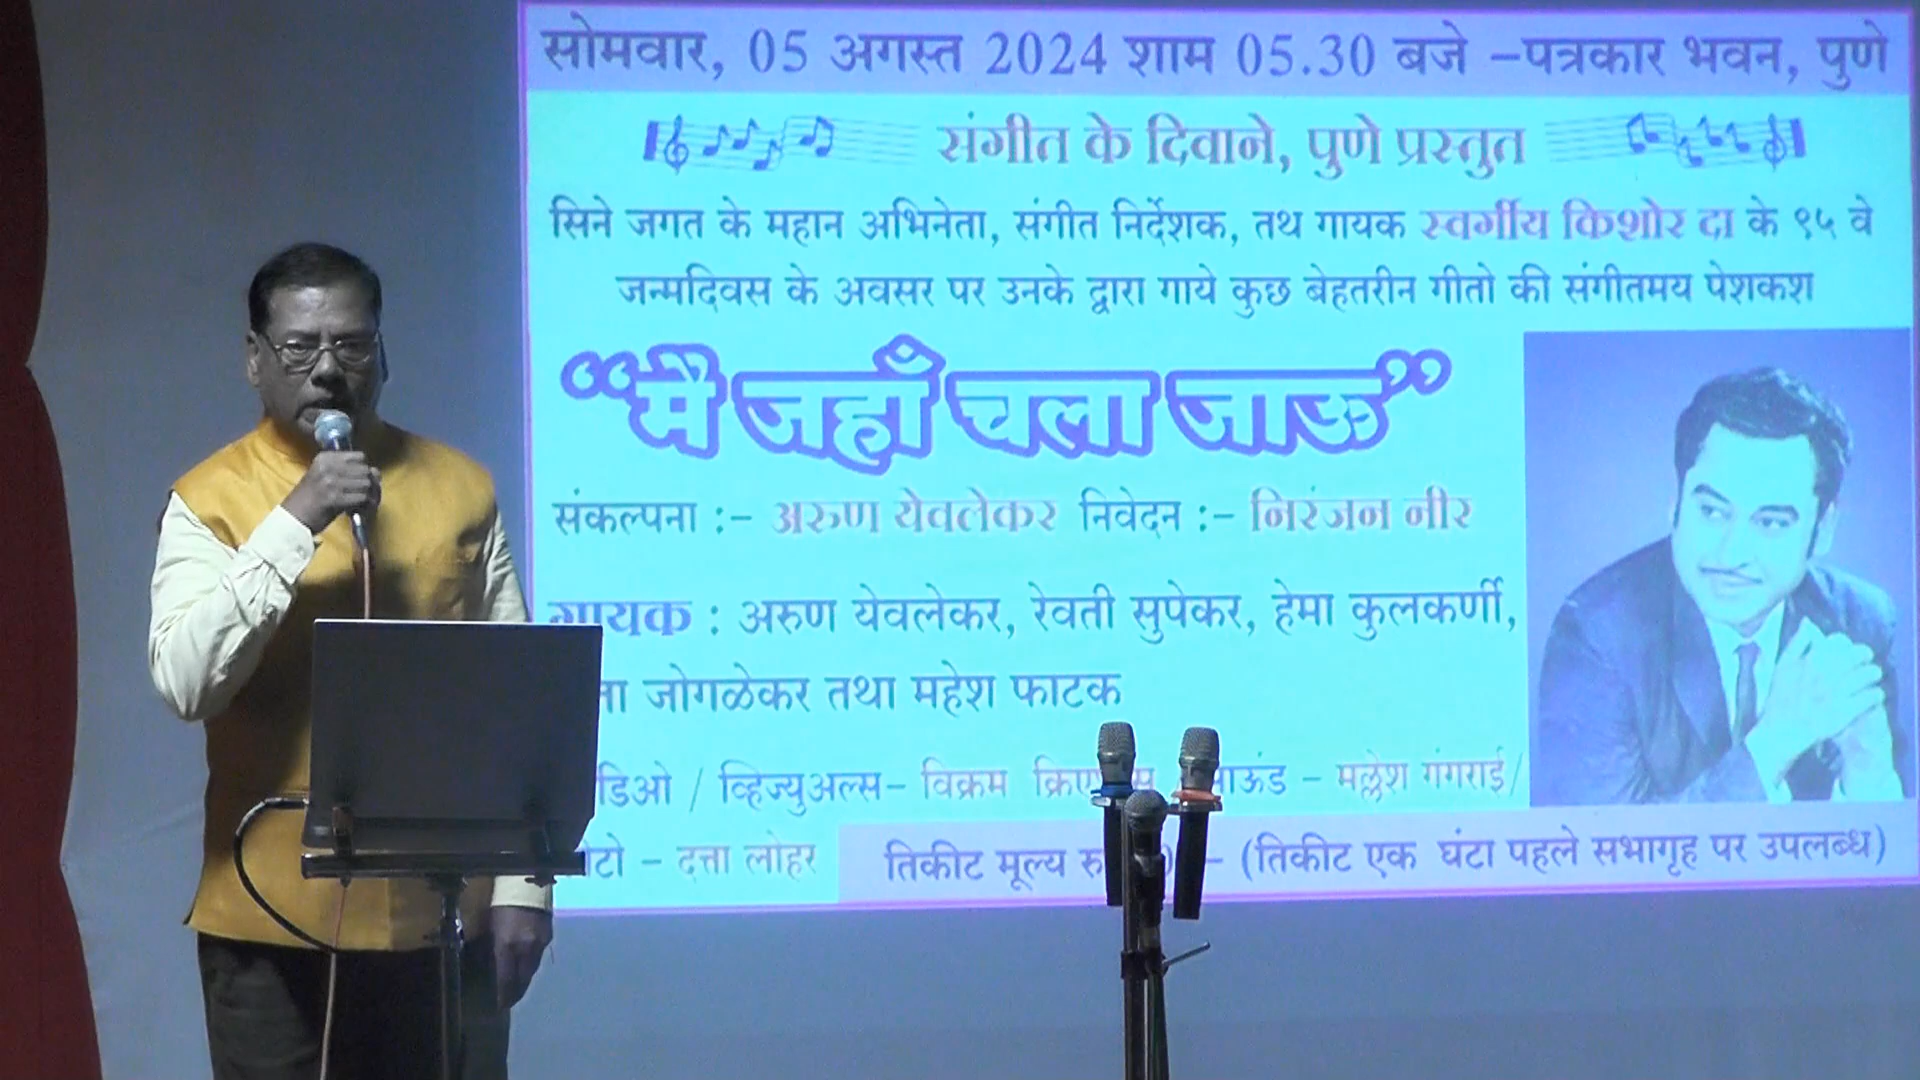 सोमवार, 05 अगस्त 2024 शाम 05.30 बजे –पत्रकार भवन, पुणे
संगीत के दिवाने, पुणे प्रस्तुत
सिने जगत के महान अभिनेता, संगीत निर्देशक, तथ गायक स्वर्गीय किशोर दा के ९५ वे
जन्मदिवस के अवसर पर उनके द्वारा गाये कुछ बेहतरीन गीतो की संगीतमय पेशकश
“मै जहाँ चला जाऊ”
संकल्पना :– अरुण येवलेकर निवेदन :– निरंजन नीर
गायक : अरुण येवलेकर, रेवती सुपेकर, हेमा कुलकर्णी,
जोगळेकर तथा महेश फाटक
/ व्हिज्युअल्स– विक्रम – मल्लेश गंगराई/
– दत्ता लोहर
तिकीट मूल्य – (तिकीट एक घंटा पहले सभागृह पर उपलब्ध)